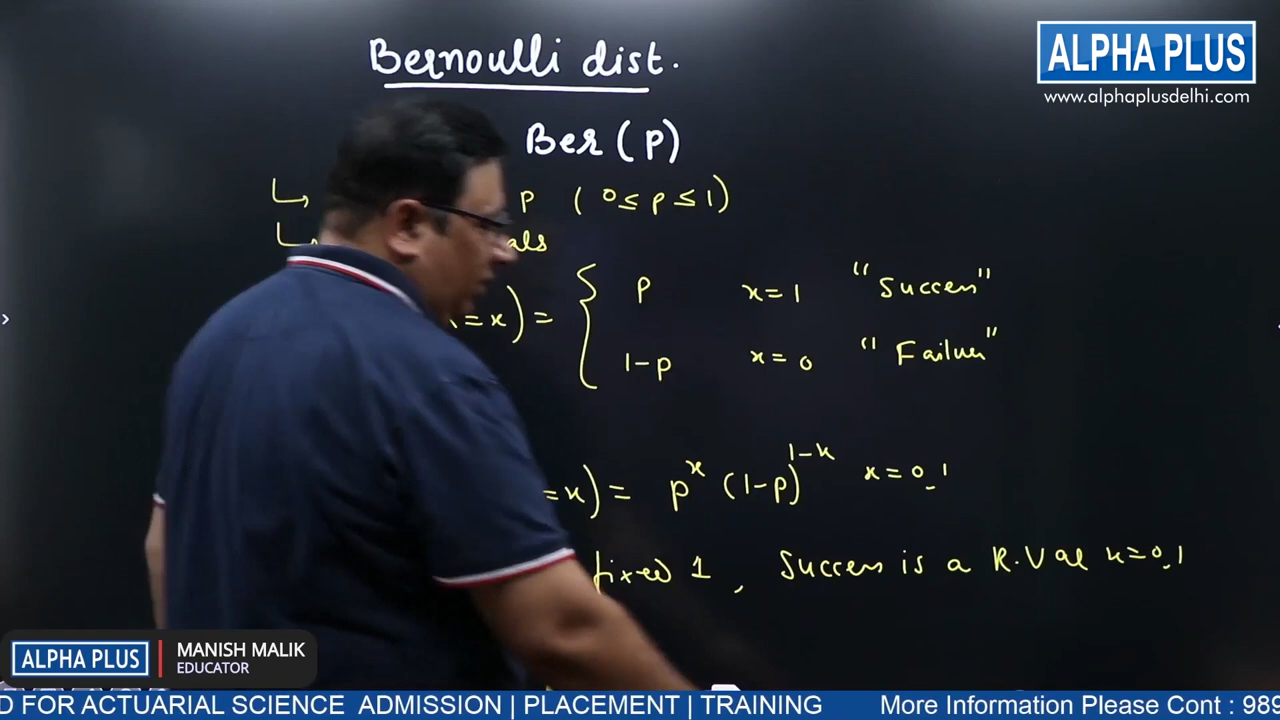 Bernoulli dist.
ALPHA PLUS
www.alphaplusdelhi.com
Ber (P)
P ( 0 ≤ p ≤ 1 )
als
= x ) = { p x = 1 "Success"
1-p x = 0 "Failure"
= x ) = p^x (1-p)^{1-x} x = 0, 1
fixed 1, Success is a R.Var x = 0, 1
ALPHA PLUS
MANISH MALIK
EDUCATOR
D FOR ACTUARIAL SCIENCE ADMISSION | PLACEMENT | TRAINING More Information Please Cont : 989